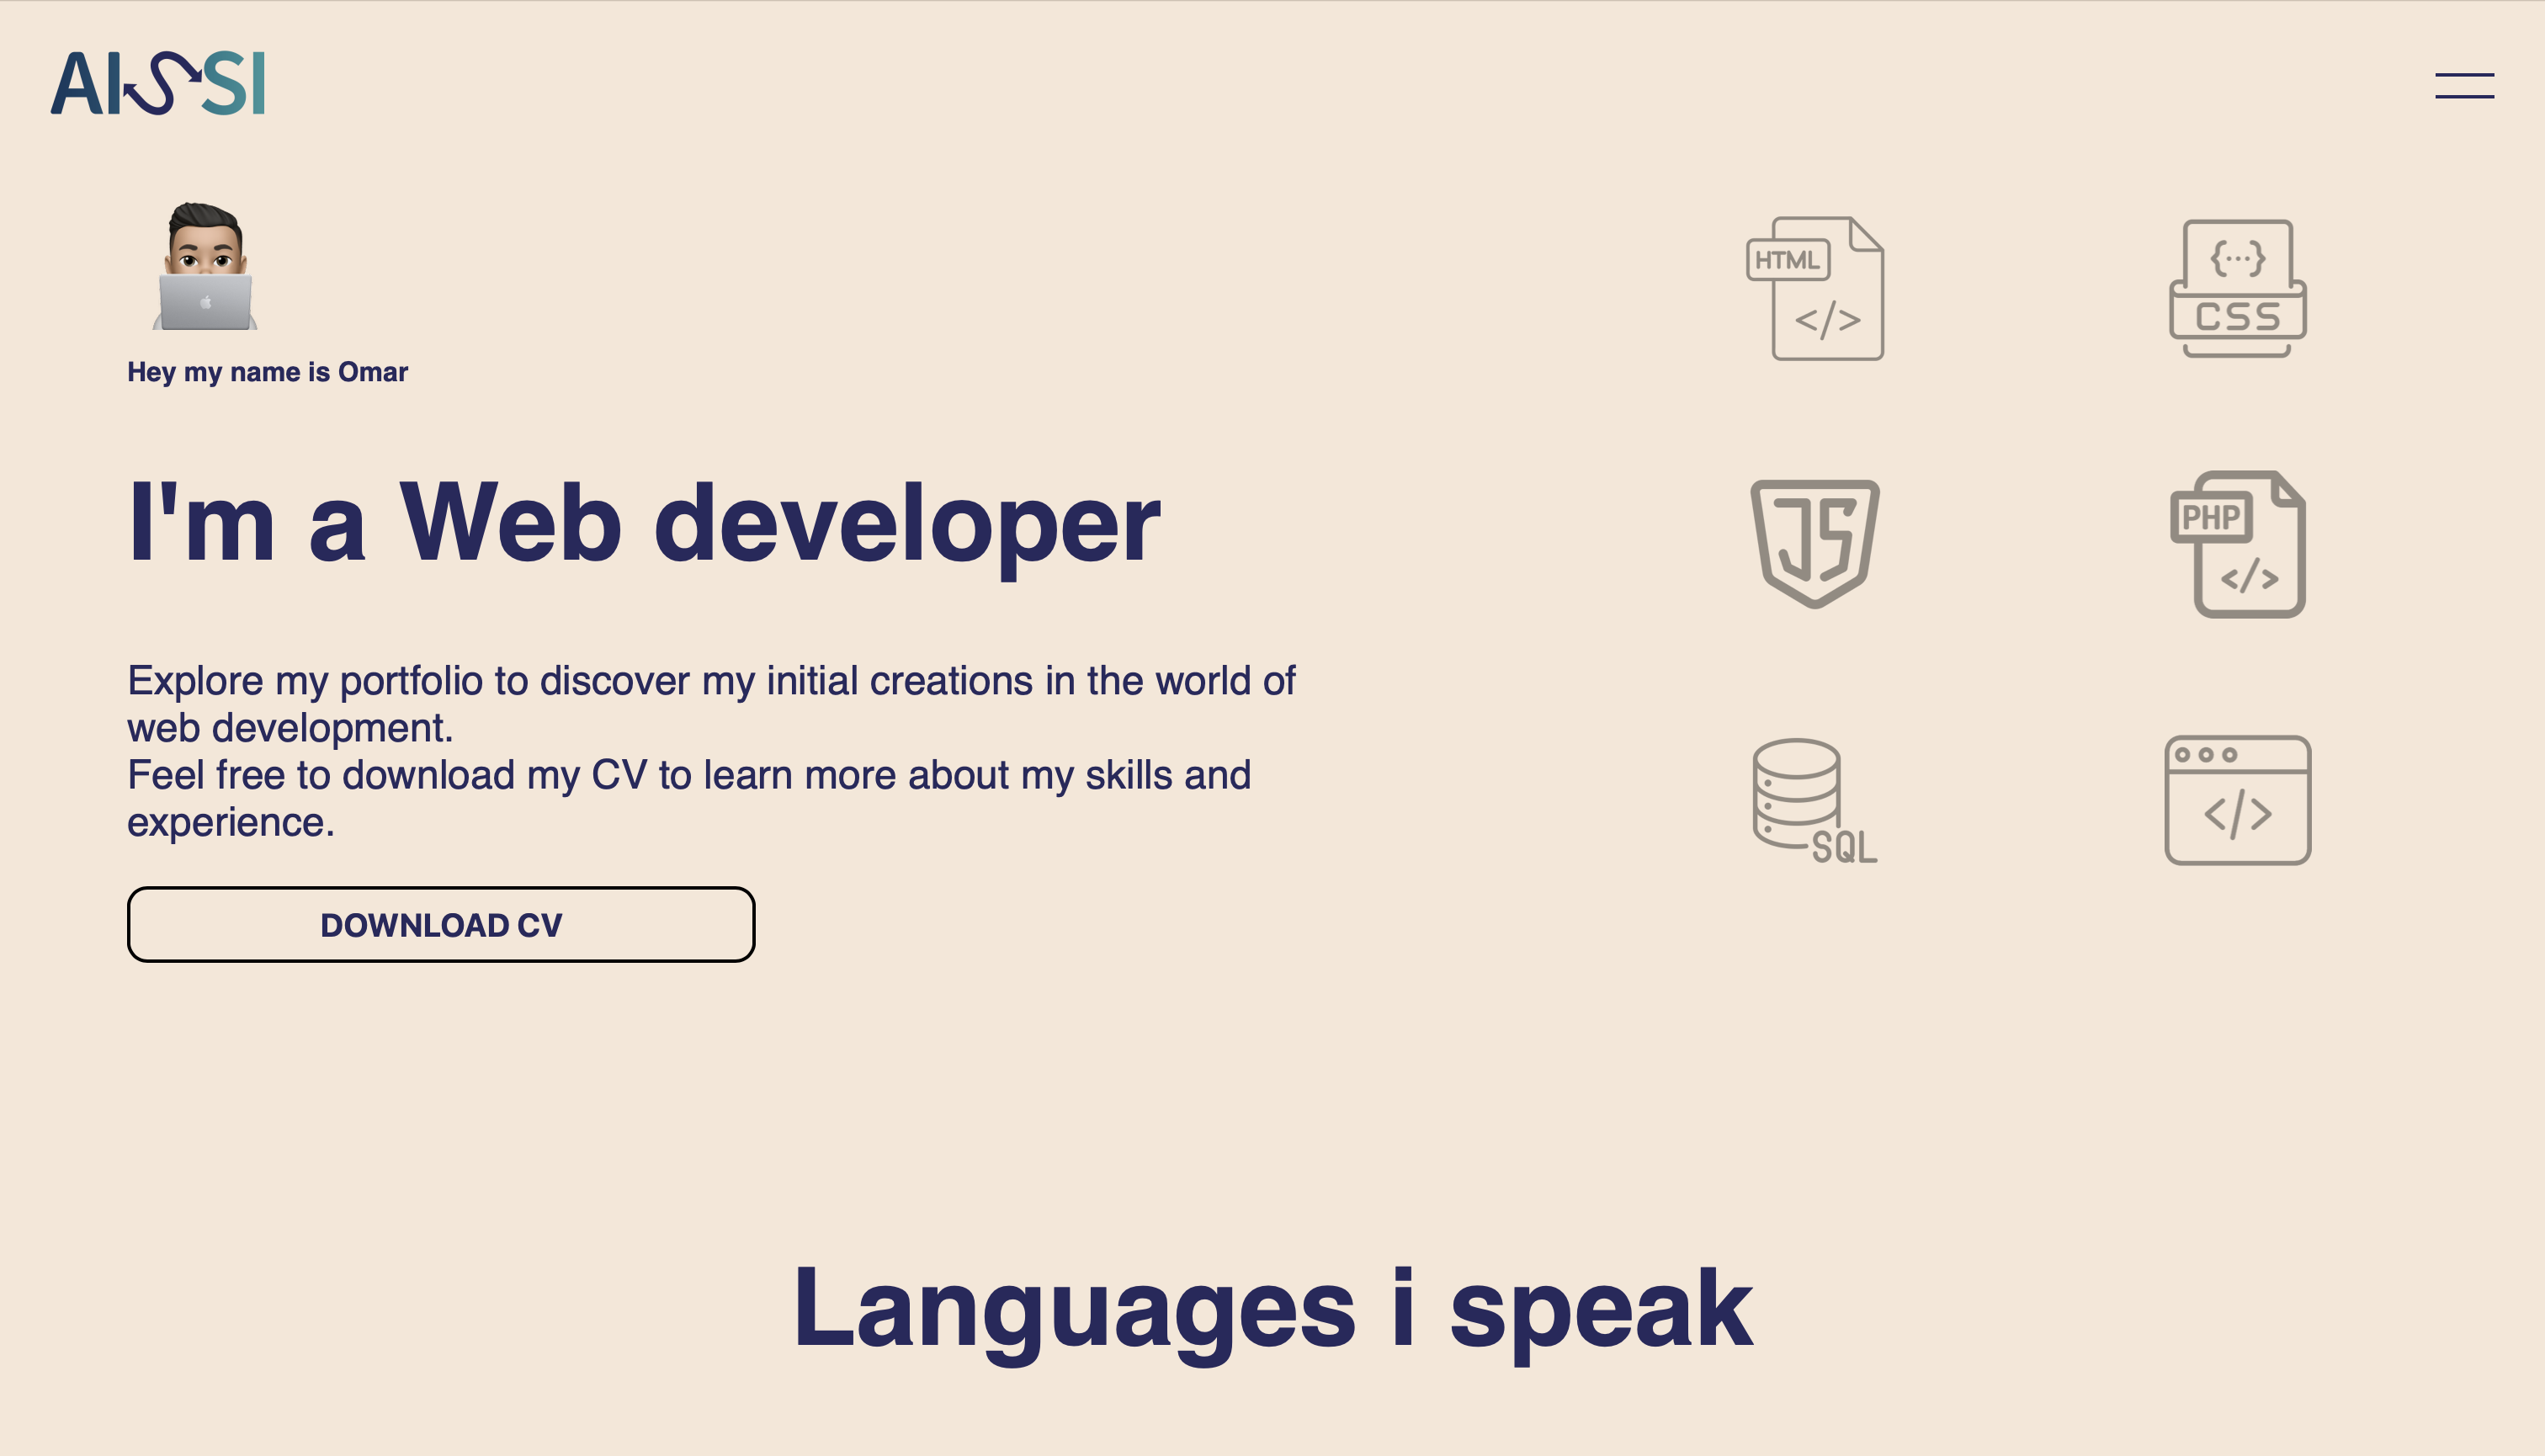 AISSI
Hey my name is Omar
I'm a Web developer
Explore my portfolio to discover my initial creations in the world of
web development.
Feel free to download my CV to learn more about my skills and
experience.
DOWNLOAD CV
HTML
</>
{...}
CSS
JS
PHP
</>
SQL
</>
Languages i speak